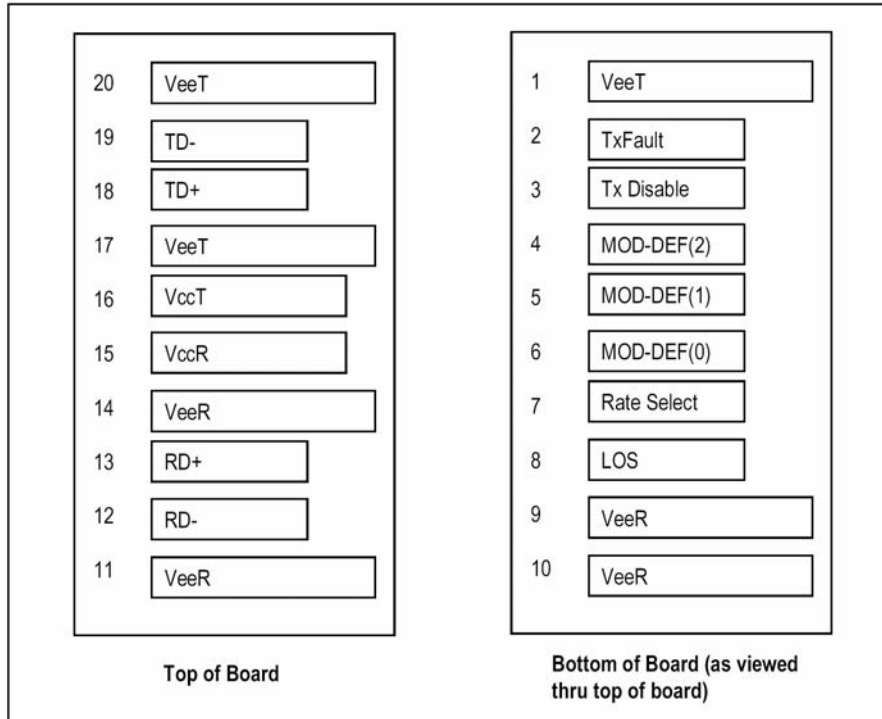 20 VeeT
19 TD-
18 TD+
17 VeeT
16 VccT
15 VccR
14 VeeR
13 RD+
12 RD-
11 VeeR
Top of Board
1 VeeT
2 TxFault
3 Tx Disable
4 MOD-DEF(2)
5 MOD-DEF(1)
6 MOD-DEF(0)
7 Rate Select
8 LOS
9 VeeR
10 VeeR
Bottom of Board (as viewed
thru top of board)